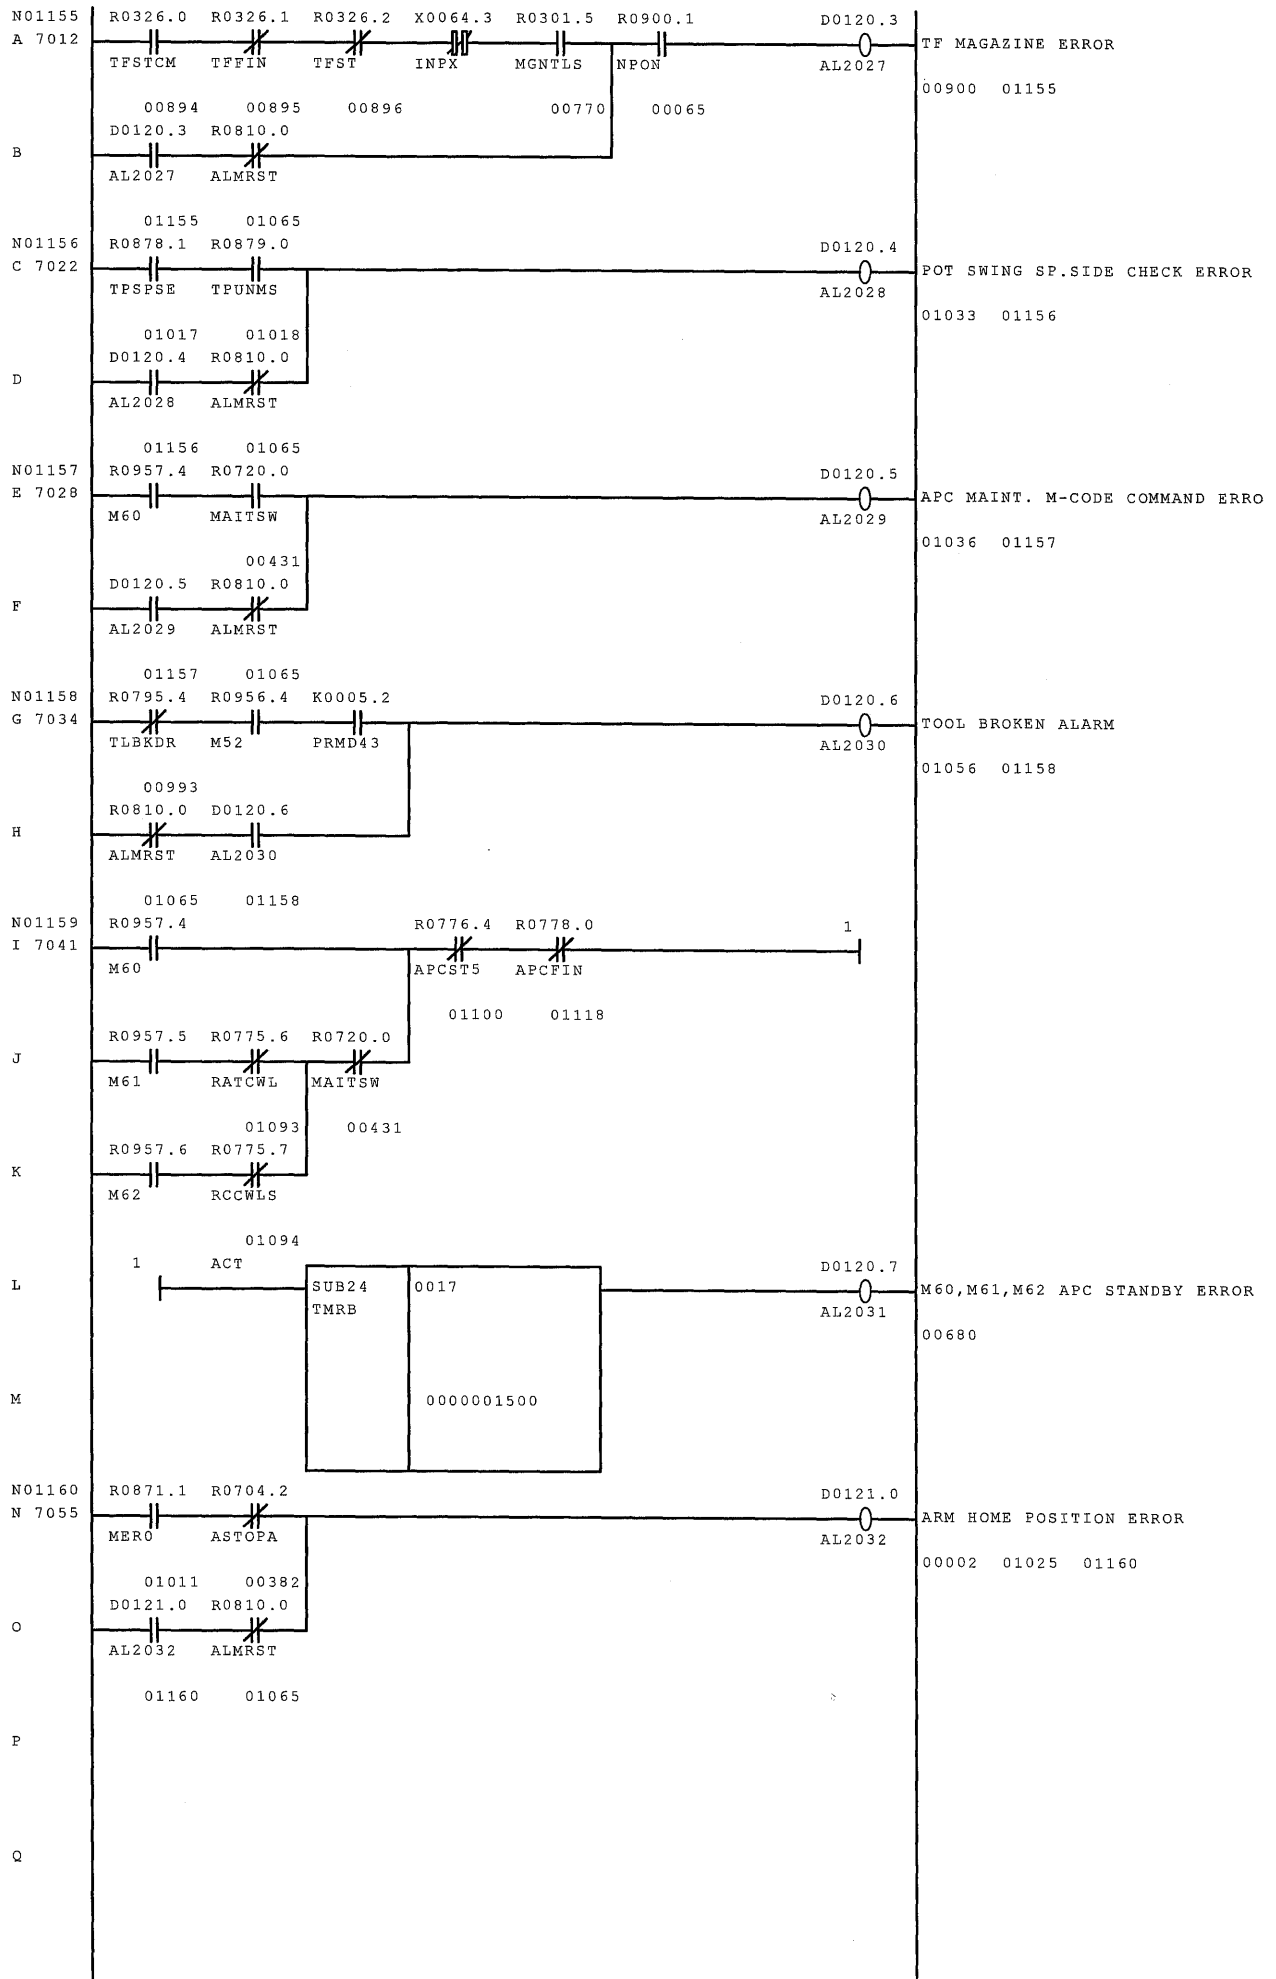 N01155 R0326.0 R0326.1 R0326.2 X0064.3 R0301.5 R0900.1 D0120.3
A 7012 TF MAGAZINE ERROR
TFSTCM TFFIN TFST INPX MGNTLS NPON AL2027
00900 01155
00894 00895 00896 00770 00065
D0120.3 R0810.0
B
AL2027 ALMRST
01155 01065
N01156 R0878.1 R0879.0 D0120.4
C 7022 POT SWING SP.SIDE CHECK ERROR
TPSPSE TPUNMS AL2028
01033 01156
01017 01018
D0120.4 R0810.0
D
AL2028 ALMRST
01156 01065
N01157 R0957.4 R0720.0 D0120.5
E 7028 APC MAINT. M-CODE COMMAND ERRO
M60 MAITSW AL2029
01036 01157
00431
D0120.5 R0810.0
F
AL2029 ALMRST
01157 01065
N01158 R0795.4 R0956.4 K0005.2 D0120.6
G 7034 TOOL BROKEN ALARM
TLBKDR M52 PRMD43 AL2030
01056 01158
00993
R0810.0 D0120.6
H
ALMRST AL2030
01065 01158
N01159 R0957.4 R0776.4 R0778.0 1
I 7041
M60 APCST5 APCFIN
01100 01118
R0957.5 R0775.6 R0720.0
J
M61 RATCWL MAITSW
01093 00431
R0957.6 R0775.7
K
M62 RCCWLS
01094
1 ACT D0120.7
L SUB24 0017 M60,M61,M62 APC STANDBY ERROR
TMRB AL2031
00680
M 0000001500
N01160 R0871.1 R0704.2 D0121.0
N 7055 ARM HOME POSITION ERROR
MERO ASTOPA AL2032
00002 01025 01160
01011 00382
D0121.0 R0810.0
O
AL2032 ALMRST
01160 01065
P
Q